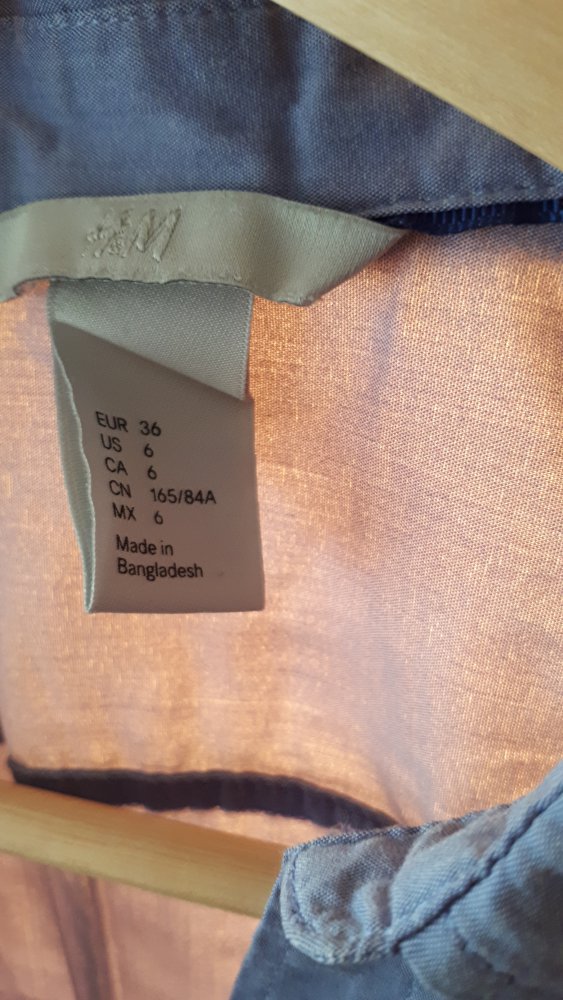 H&M
EUR 36
US 6
CA 6
CN 165/84A
MX 6
Made in
Bangladesh